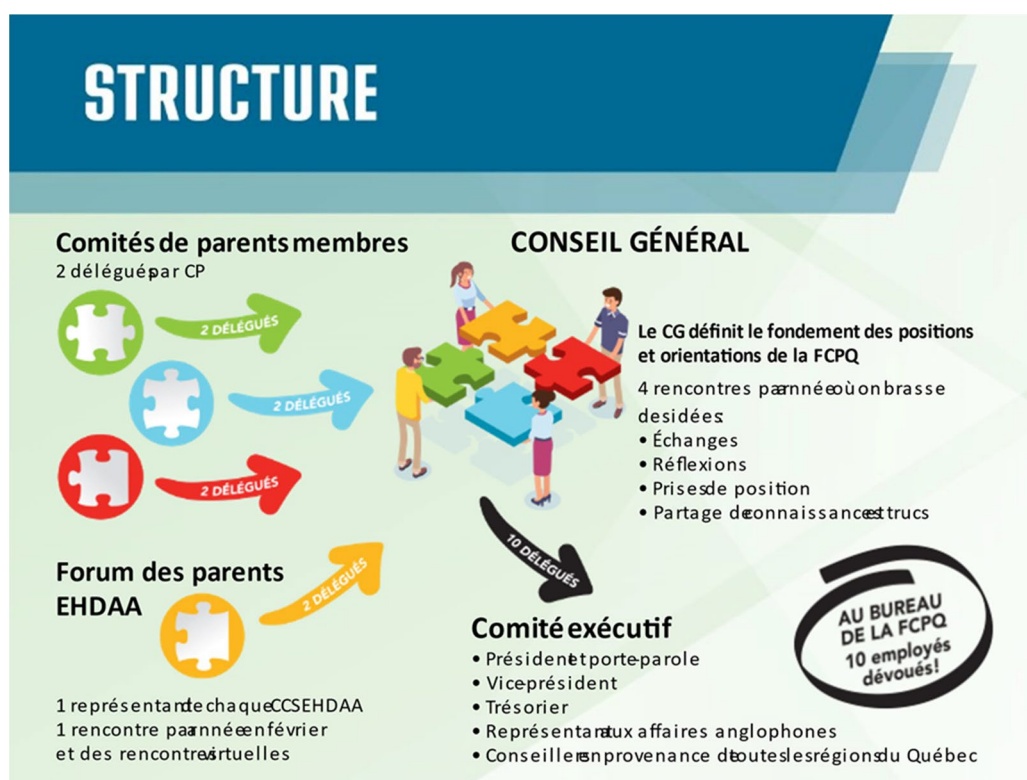 STRUCTURE
Comités de parents membres
2 délégués par CP
2 DÉLÉGUÉS
2 DÉLÉGUÉS
2 DÉLÉGUÉS
Forum des parents
EHDAA
2 DÉLÉGUÉS
1 représentant de chaque CCSEHDAA
1 rencontre par année en février
et des rencontres virtuelles
CONSEIL GÉNÉRAL
Le CG définit le fondement des positions
et orientations de la FCPQ
4 rencontres par année où on brasse
des idées:
• Échanges
• Réflexions
• Prises de position
• Partage de connaissances et trucs
10 DÉLÉGUÉS
Comité exécutif
• Président et porte-parole
• Vice-président
• Trésorier
• Représentant aux affaires anglophones
• Conseillers en provenance de toutes les régions du Québec
AU BUREAU
DE LA FCPQ
10 employés
dévoués!